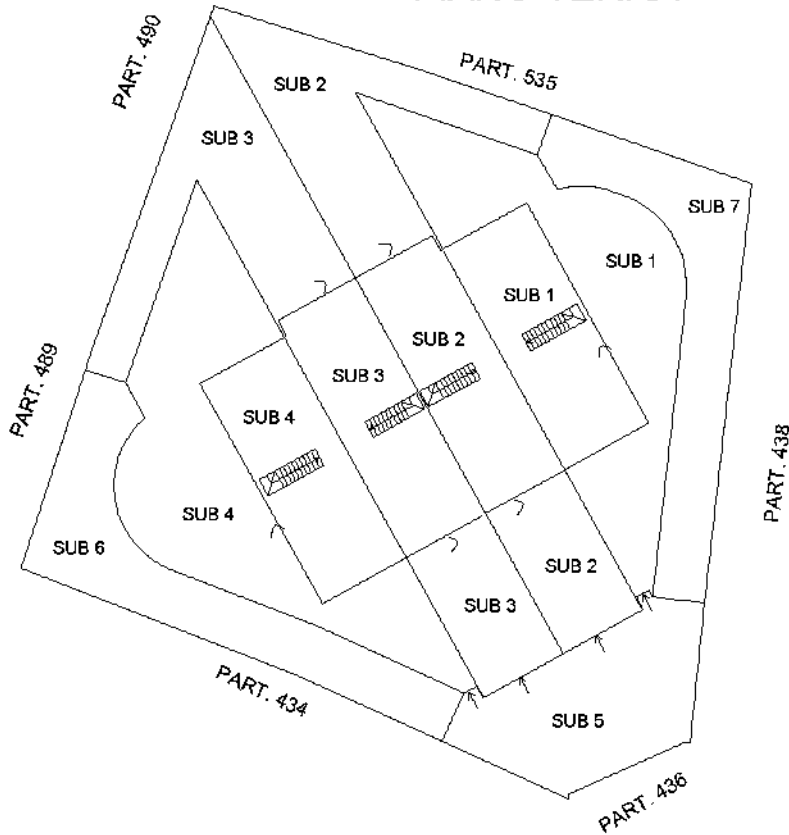 PART. 490
SUB 2
PART. 535
SUB 3
SUB 7
SUB 1
SUB 1
SUB 2
SUB 3
PART. 489
SUB 4
PART. 438
SUB 4
SUB 6
SUB 2
SUB 3
PART. 434
SUB 5
PART. 436